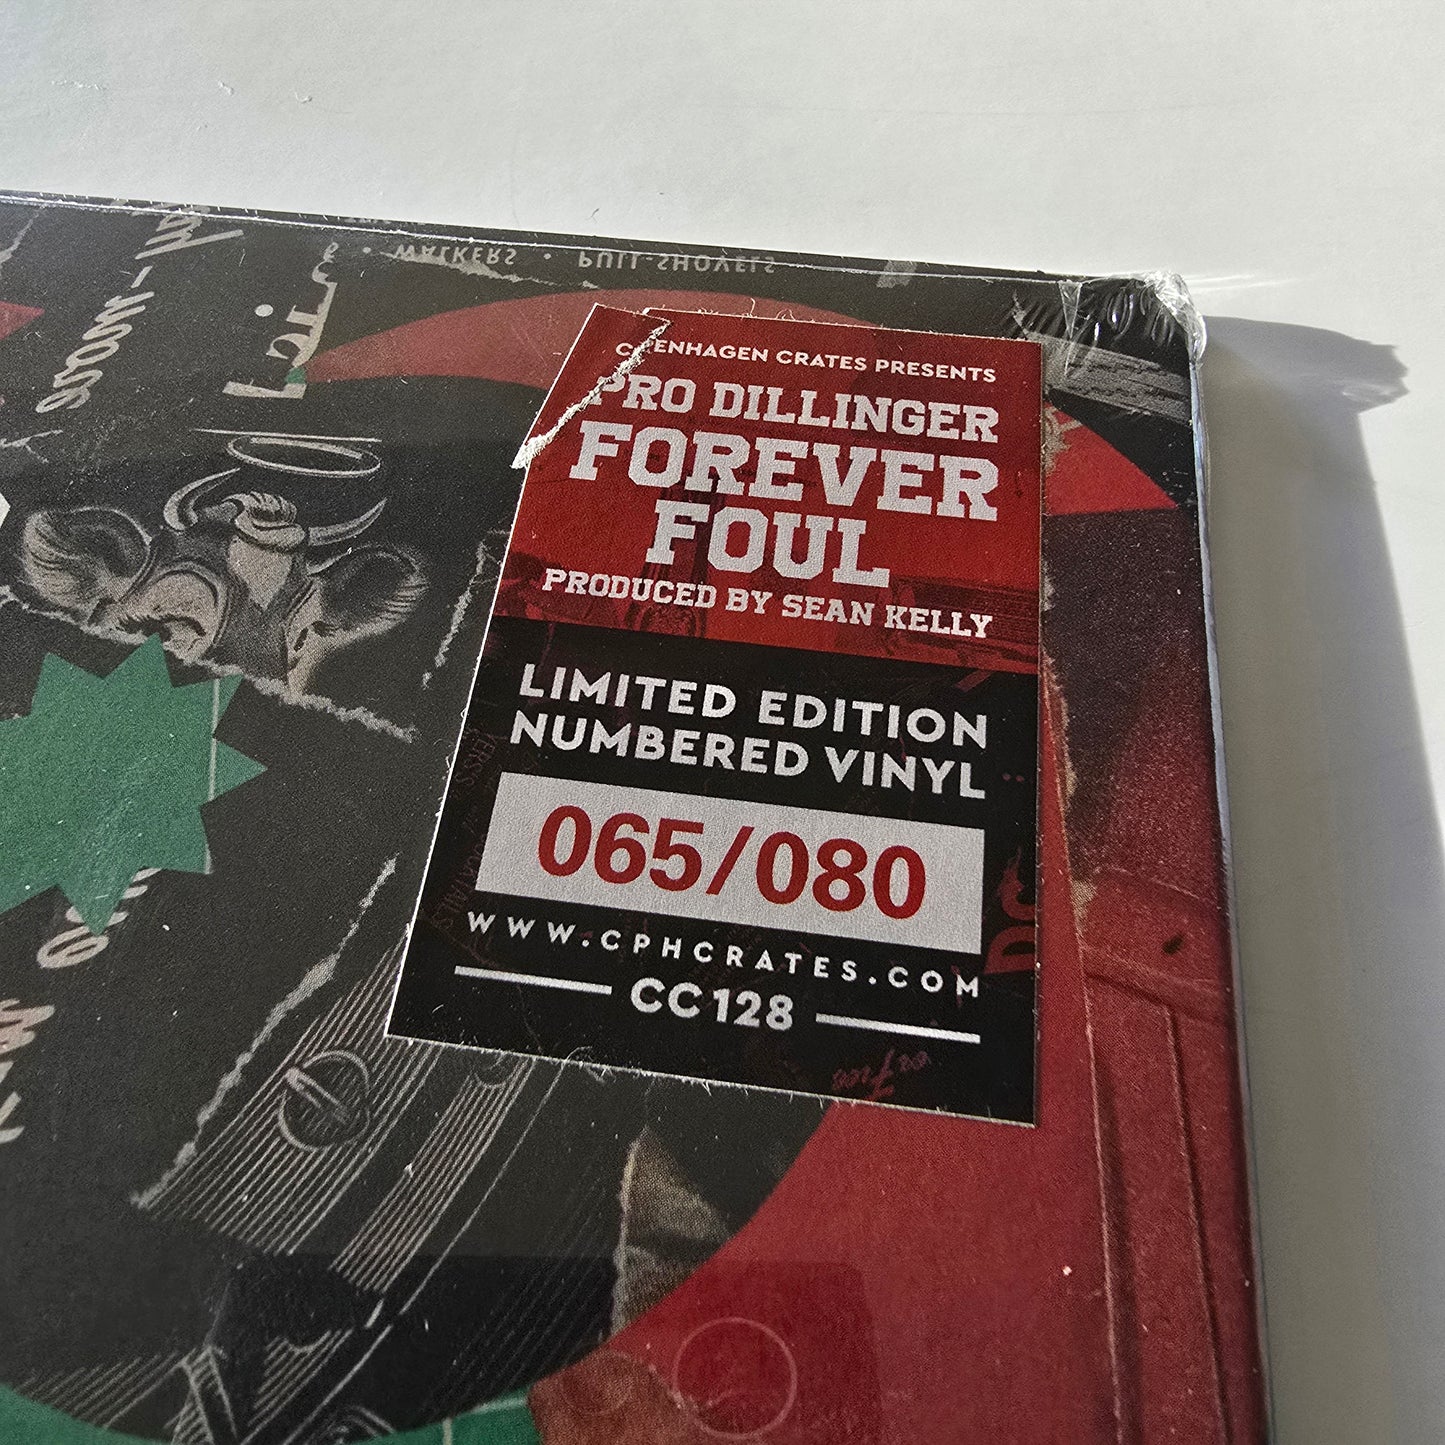 WALKERS • PULL-SHOVELS
COPENHAGEN CRATES PRESENTS
PRO DILLINGER
FOREVER
FOUL
PRODUCED BY SEAN KELLY
LIMITED EDITION
NUMBERED VINYL
065/080
WWW.CPHCRATES.COM
CC128